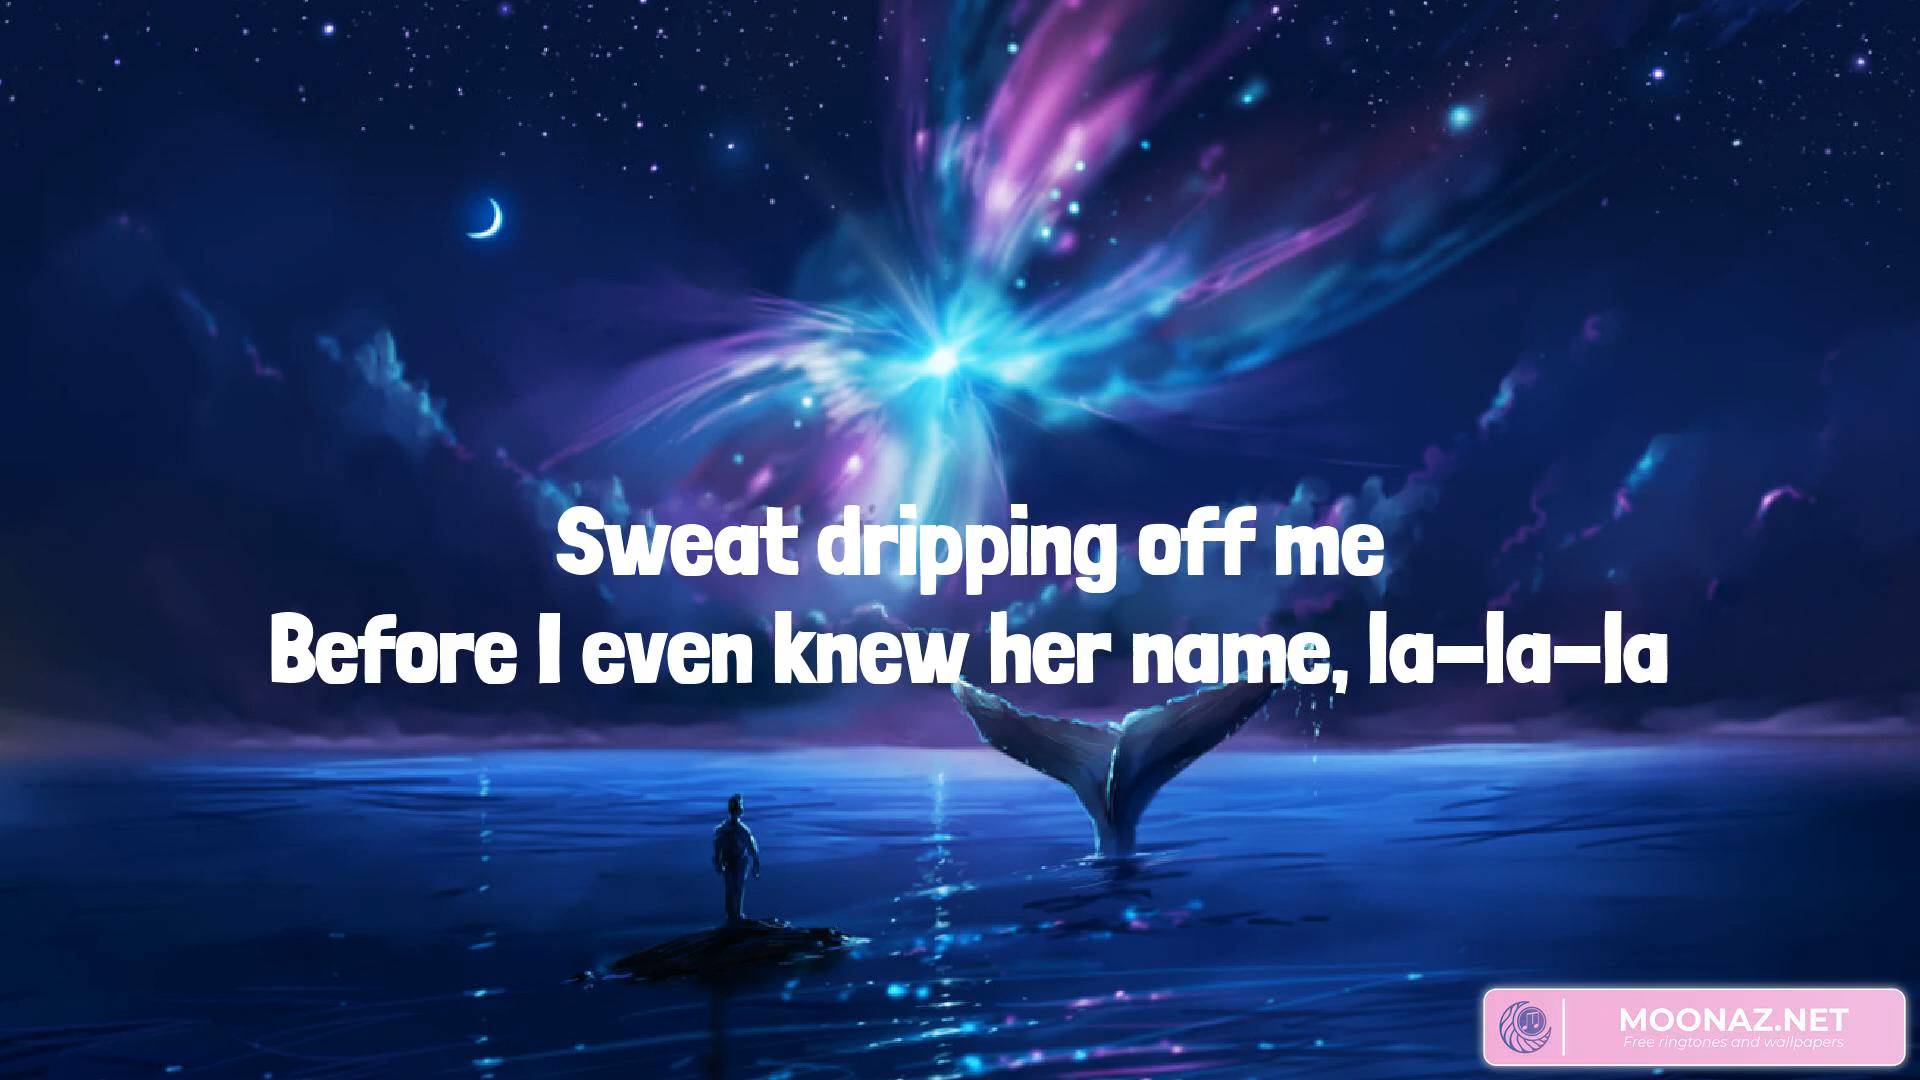 Sweat dripping off me
Before I even knew her name, la-la-la
MOONAZ.NET
Free ringtones and wallpapers